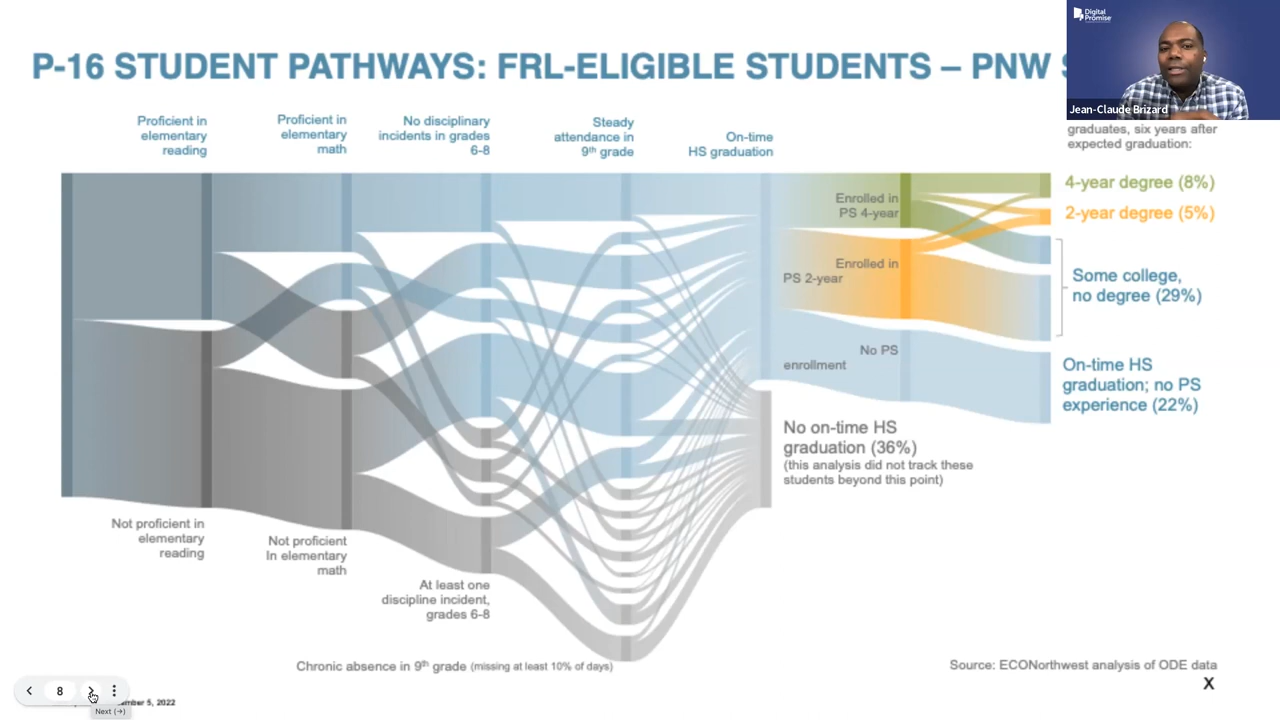 Digital
Promise
P-16 STUDENT PATHWAYS: FRL-ELIGIBLE STUDENTS – PNW
Jean-Claude Brizard
Proficient in
elementary
reading
Proficient in
elementary
math
No disciplinary
incidents in grades
6-8
Steady
attendance in
9th grade
On-time
HS graduation
graduates, six years after
expected graduation:
Enrolled in
PS 4-year
4-year degree (8%)
2-year degree (5%)
Enrolled in
PS 2-year
Some college,
no degree (29%)
No PS
enrollment
On-time HS
graduation; no PS
experience (22%)
No on-time HS
graduation (36%)
(this analysis did not track these
students beyond this point)
Not proficient in
elementary
reading
Not proficient
In elementary
math
At least one
discipline incident,
grades 6-8
Chronic absence in 9th grade (missing at least 10% of days)
Source: ECONorthwest analysis of ODE data
X
8
5, 2022
Next (→)